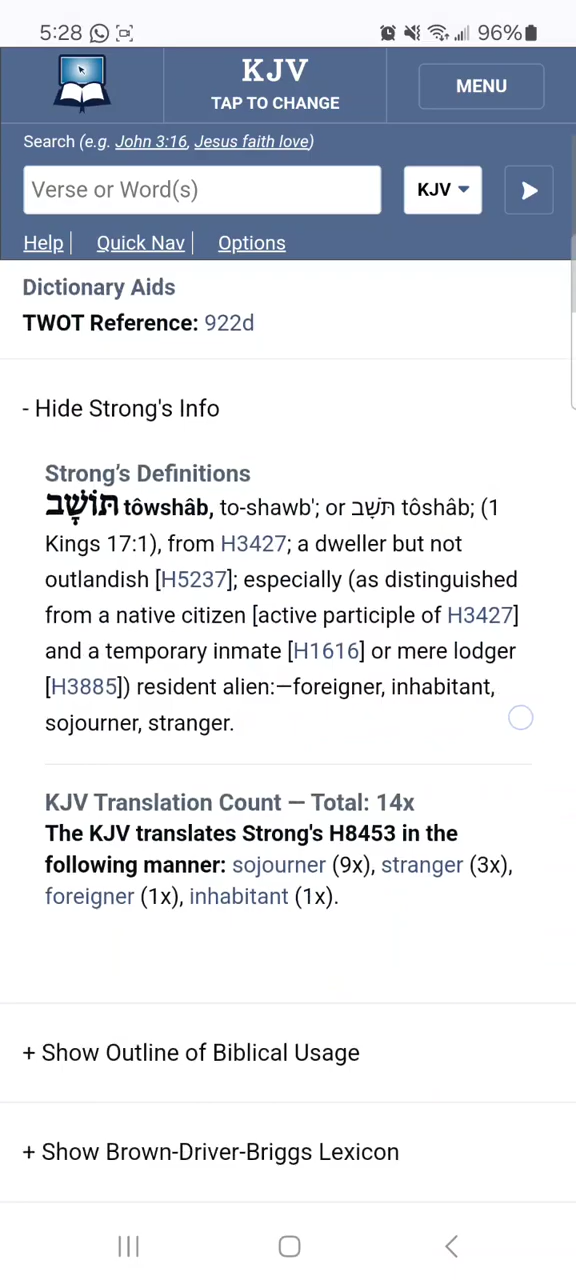 5:28 96%
KJV
TAP TO CHANGE
MENU
Search (e.g. John 3:16, Jesus faith love)
Verse or Word(s)
KJV
Help | Quick Nav | Options
Dictionary Aids
TWOT Reference: 922d
- Hide Strong's Info
Strong’s Definitions
תּוֹשָׁב tôwshâb, to-shawb'; or תֹּשָׁב tôshâb; (1
Kings 17:1), from H3427; a dweller but not
outlandish [H5237]; especially (as distinguished
from a native citizen [active participle of H3427]
and a temporary inmate [H1616] or mere lodger
[H3885]) resident alien:—foreigner, inhabitant,
sojourner, stranger.
KJV Translation Count — Total: 14x
The KJV translates Strong's H8453 in the
following manner: sojourner (9x), stranger (3x),
foreigner (1x), inhabitant (1x).
+ Show Outline of Biblical Usage
+ Show Brown-Driver-Briggs Lexicon